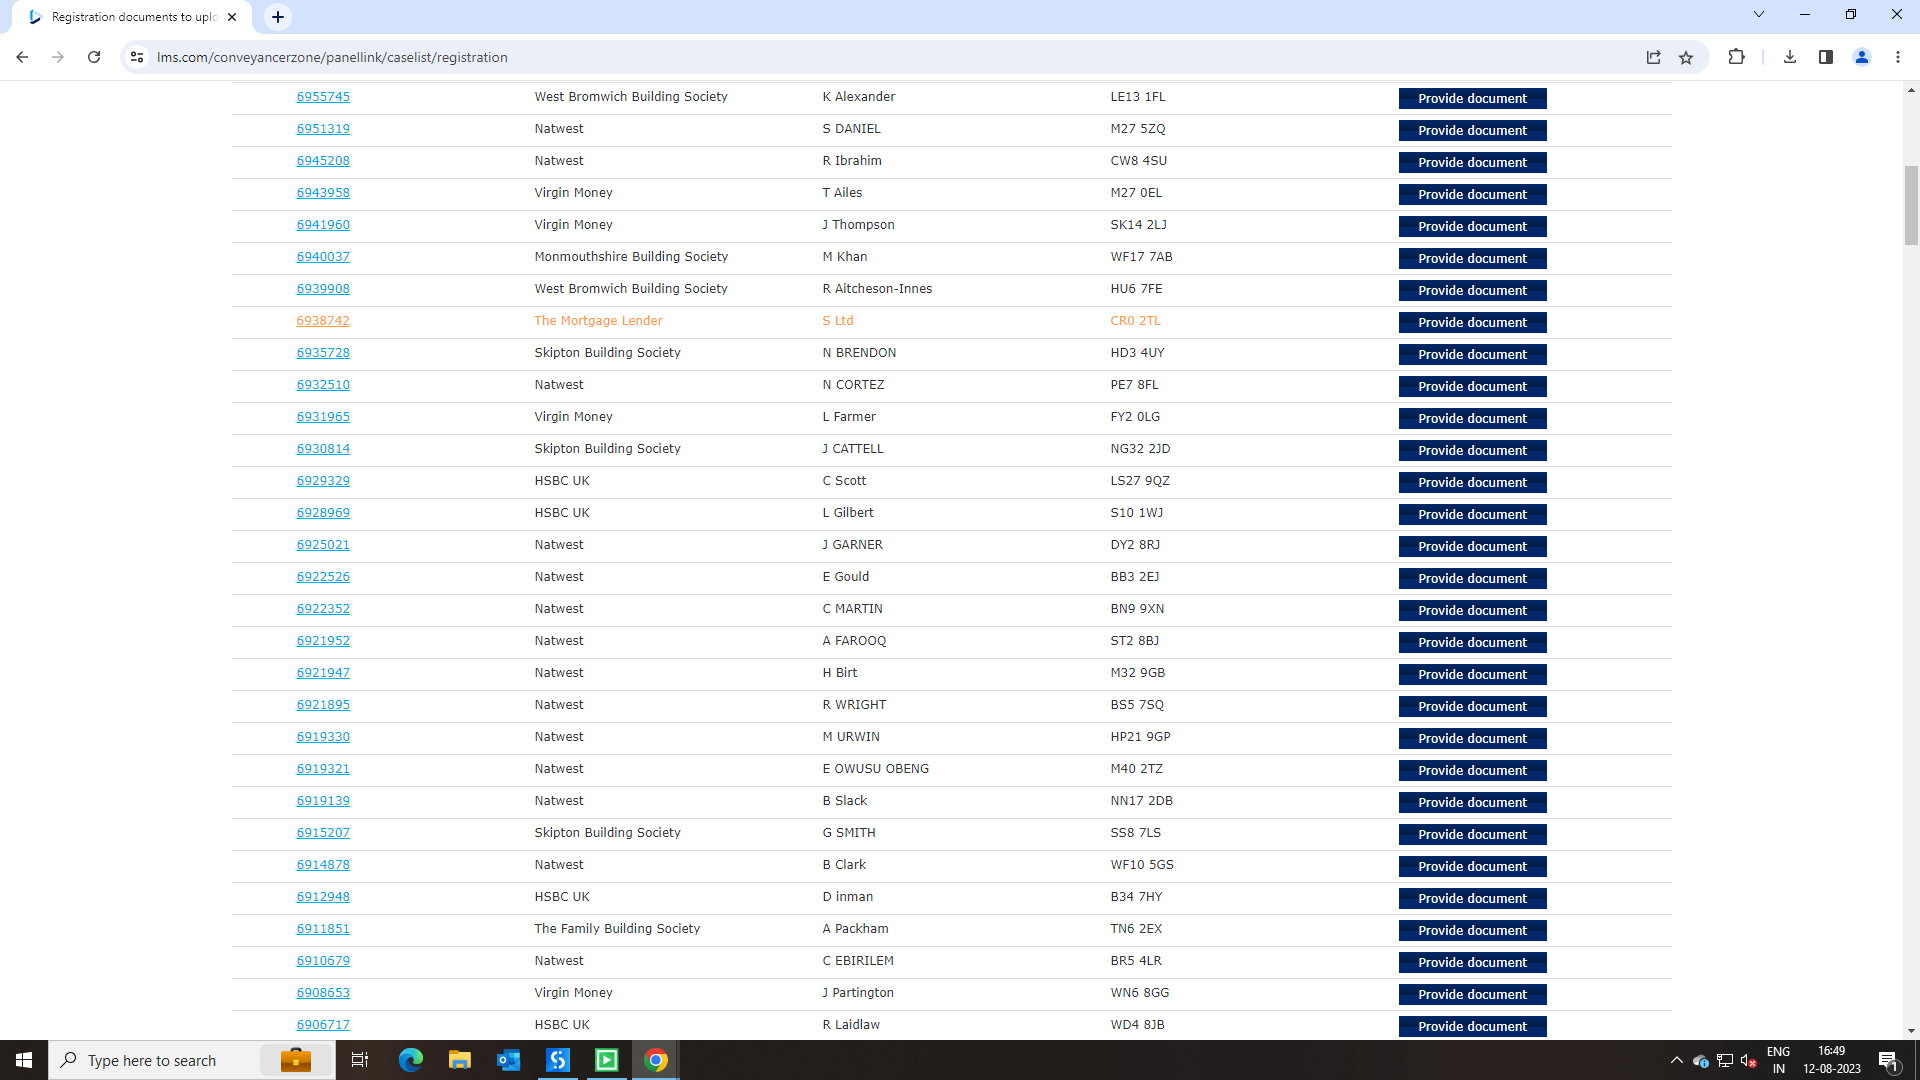 Registration documents to uplo
lms.com/conveyancerzone/panellink/caselist/registration
6955745 West Bromwich Building Society K Alexander LE13 1FL Provide document
6951319 Natwest S DANIEL M27 5ZQ Provide document
6945208 Natwest R Ibrahim CW8 4SU Provide document
6943958 Virgin Money T Ailes M27 0EL Provide document
6941960 Virgin Money J Thompson SK14 2LJ Provide document
6940037 Monmouthshire Building Society M Khan WF17 7AB Provide document
6939908 West Bromwich Building Society R Aitcheson-Innes HU6 7FE Provide document
6938742 The Mortgage Lender S Ltd CR0 2TL Provide document
6935728 Skipton Building Society N BRENDON HD3 4UY Provide document
6932510 Natwest N CORTEZ PE7 8FL Provide document
6931965 Virgin Money L Farmer FY2 0LG Provide document
6930814 Skipton Building Society J CATTELL NG32 2JD Provide document
6929329 HSBC UK C Scott LS27 9QZ Provide document
6928969 HSBC UK L Gilbert S10 1WJ Provide document
6925021 Natwest J GARNER DY2 8RJ Provide document
6922526 Natwest E Gould BB3 2EJ Provide document
6922352 Natwest C MARTIN BN9 9XN Provide document
6921952 Natwest A FAROOQ ST2 8BJ Provide document
6921947 Natwest H Birt M32 9GB Provide document
6921895 Natwest R WRIGHT BS5 7SQ Provide document
6919330 Natwest M URWIN HP21 9GP Provide document
6919321 Natwest E OWUSU OBENG M40 2TZ Provide document
6919139 Natwest B Slack NN17 2DB Provide document
6915207 Skipton Building Society G SMITH SS8 7LS Provide document
6914878 Natwest B Clark WF10 5GS Provide document
6912948 HSBC UK D inman B34 7HY Provide document
6911851 The Family Building Society A Packham TN6 2EX Provide document
6910679 Natwest C EBIRILEM BR5 4LR Provide document
6908653 Virgin Money J Partington WN6 8GG Provide document
6906717 HSBC UK R Laidlaw WD4 8JB Provide document
Type here to search
ENG 16:49
IN 12-08-2023
1